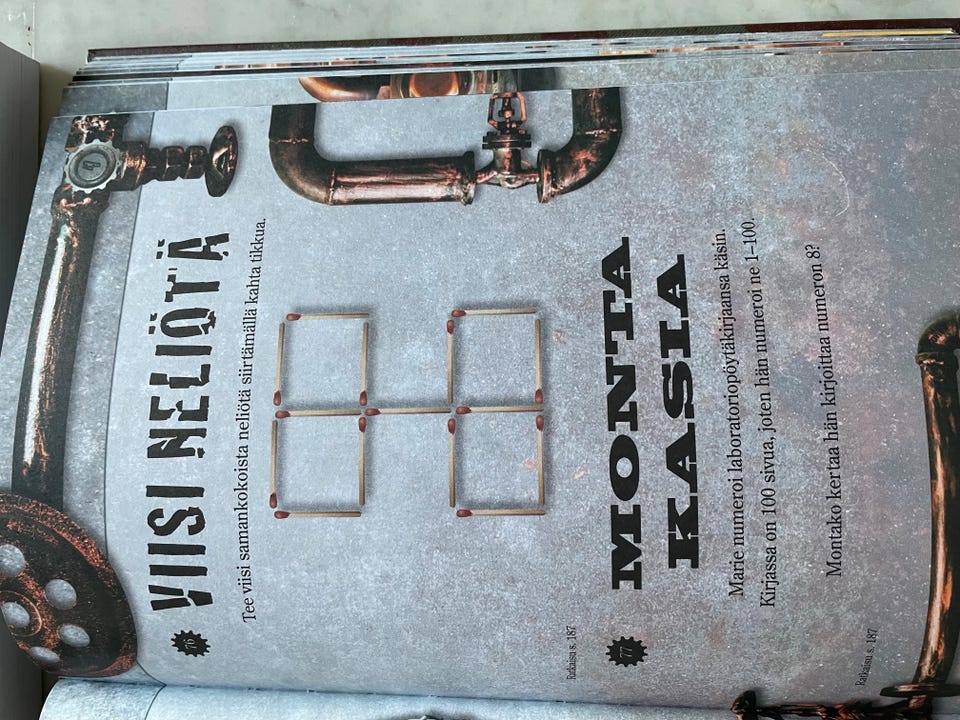 76
VIISI NELIÖTÄ
Tee viisi samankokoista neliötä siirtämällä kahta tikkua.
Ratkaisu s. 187
77
MONTA
KASIA
Marie numeroi laboratoriopöytäkirjaansa käsin.
Kirjassa on 100 sivua, joten hän numeroi ne 1–100.
Montako kertaa hän kirjoittaa numeron 8?
Ratkaisu s. 187